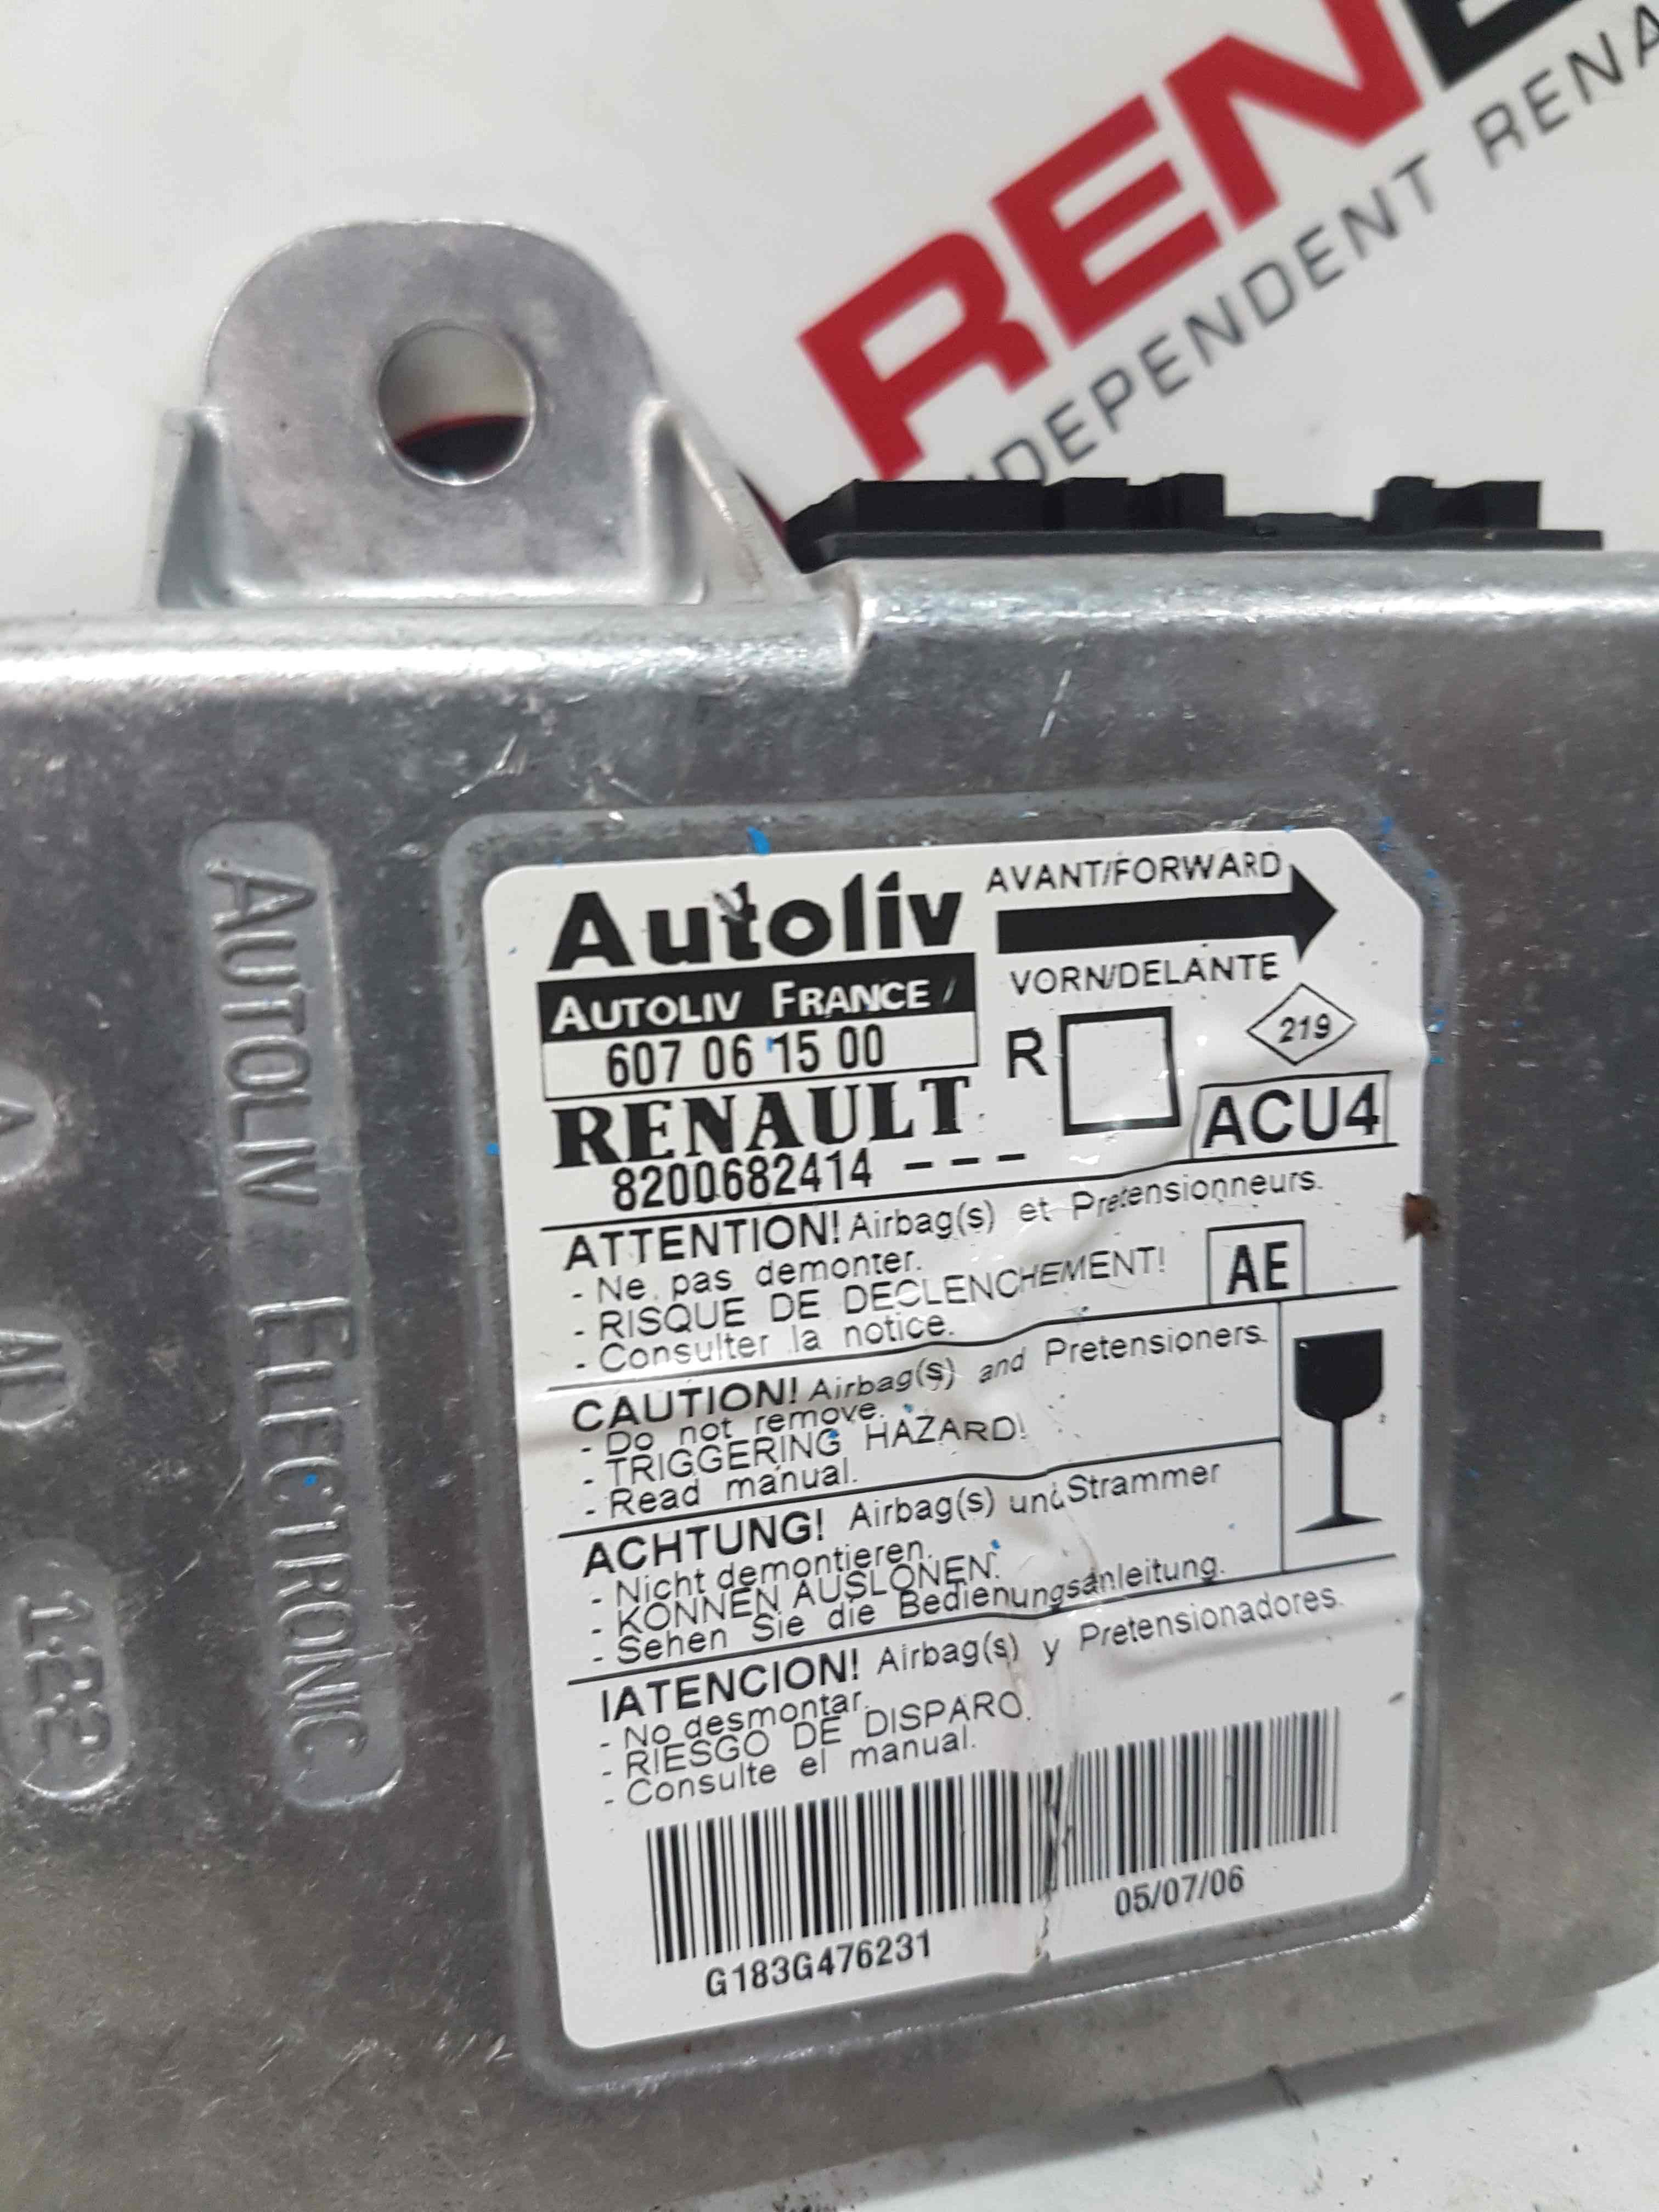 REN
INDEPENDENT RENA
AUTOLIV ELECTRONIC
A
AL
1.22
Autoliv
AVANT/FORWARD
AUTOLIV FRANCE /
VORN/DELANTE
607 06 15 00
R
219
RENAULT
ACU4
8200682414 - - -
ATTENTION! Airbag(s) et Pretensionneurs.
- Ne pas demonter.
- RISQUE DE DECLENCHEMENT!
- Consulter la notice.
AE
CAUTION! Airbag(s) and Pretensioners.
- Do not remove.
- TRIGGERING HAZARD!
- Read manual.
ACHTUNG! Airbag(s) und Strammer
- Nicht demontieren.
- KONNEN AUSLONEN.
- Sehen Sie die Bedienungsanleitung.
IATENCION! Airbag(s) y Pretensionadores.
- No desmontar.
- RIESGO DE DISPARO.
- Consulte el manual.
05/07/06
G183G476231